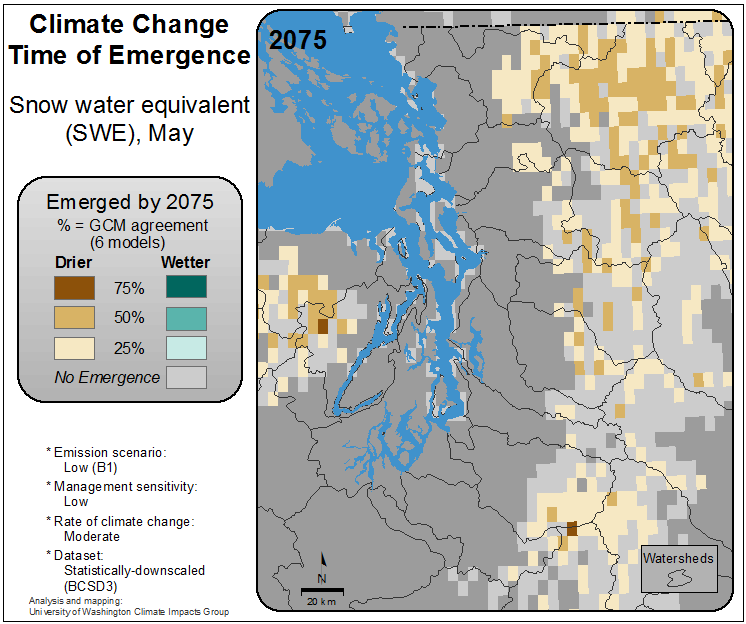 Climate Change
Time of Emergence
Snow water equivalent
(SWE), May
Emerged by 2075
% = GCM agreement
(6 models)
Drier Wetter
75%
50%
25%
No Emergence
* Emission scenario:
Low (B1)
* Management sensitivity:
Low
* Rate of climate change:
Moderate
* Dataset:
Statistically-downscaled
(BCSD3)
Analysis and mapping:
University of Washington Climate Impacts Group
2075
N
20 km
Watersheds